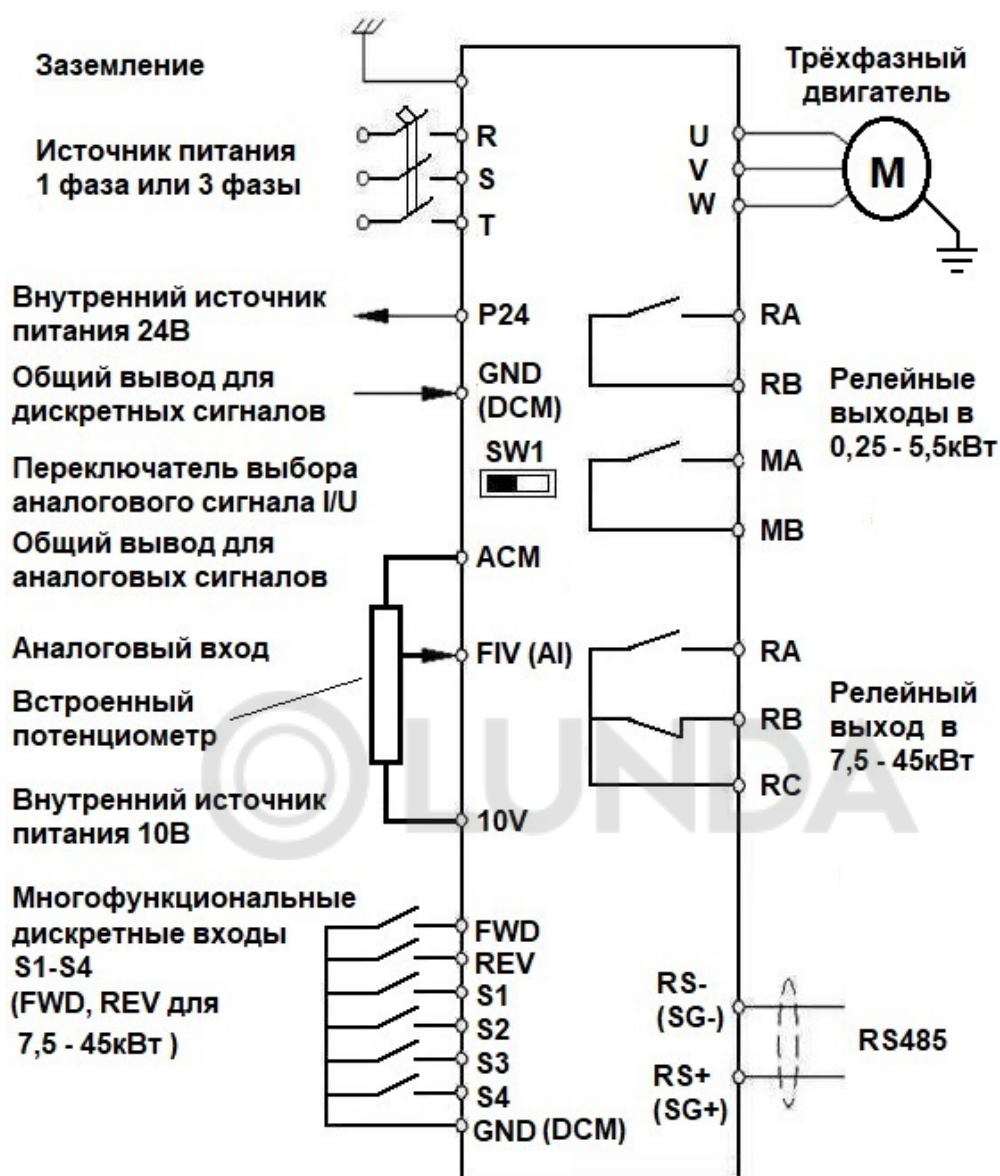 Заземление
Источник питания
1 фаза или 3 фазы
R
S
T
Трёхфазный
двигатель
U
V
W
M
Внутренний источник
питания 24В
P24
Общий вывод для
дискретных сигналов
GND
(DCM)
Переключатель выбора
аналогового сигнала I/U
SW1
Общий вывод для
аналоговых сигналов
ACM
Аналоговый вход
FIV (AI)
Встроенный
потенциометр
Внутренний источник
питания 10В
10V
RA
RB
MA
MB
Релейные
выходы в
0,25 - 5,5кВт
RA
RB
RC
Релейный
выход в
7,5 - 45кВт
LUNDA
Многофункциональные
дискретные входы
S1-S4
(FWD, REV для
7,5 - 45кВт )
FWD
REV
S1
S2
S3
S4
GND (DCM)
RS-
(SG-)
RS+
(SG+)
RS485